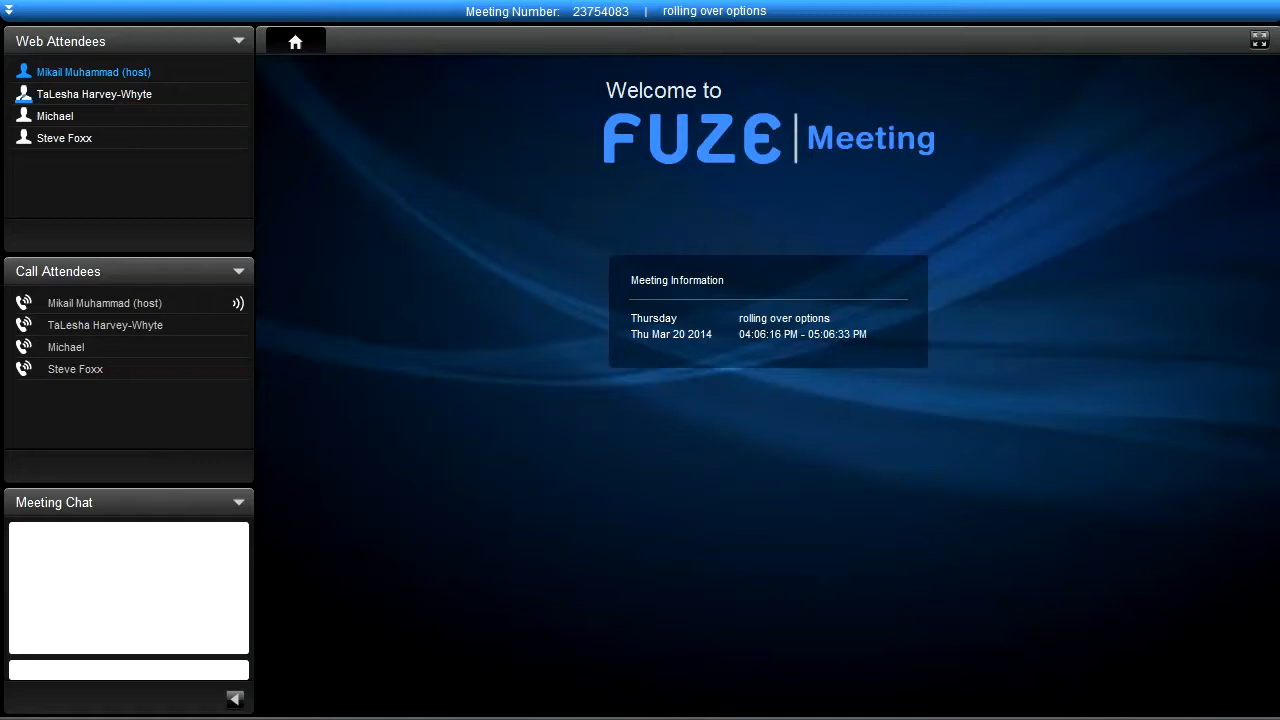 Meeting Number: 23754083 | rolling over options
Web Attendees
Mikail Muhammad (host)
TaLesha Harvey-Whyte
Michael
Steve Foxx
Call Attendees
Mikail Muhammad (host)
TaLesha Harvey-Whyte
Michael
Steve Foxx
Meeting Chat
Welcome to
FUZE | Meeting
Meeting Information
Thursday rolling over options
Thu Mar 20 2014 04:06:16 PM - 05:06:33 PM